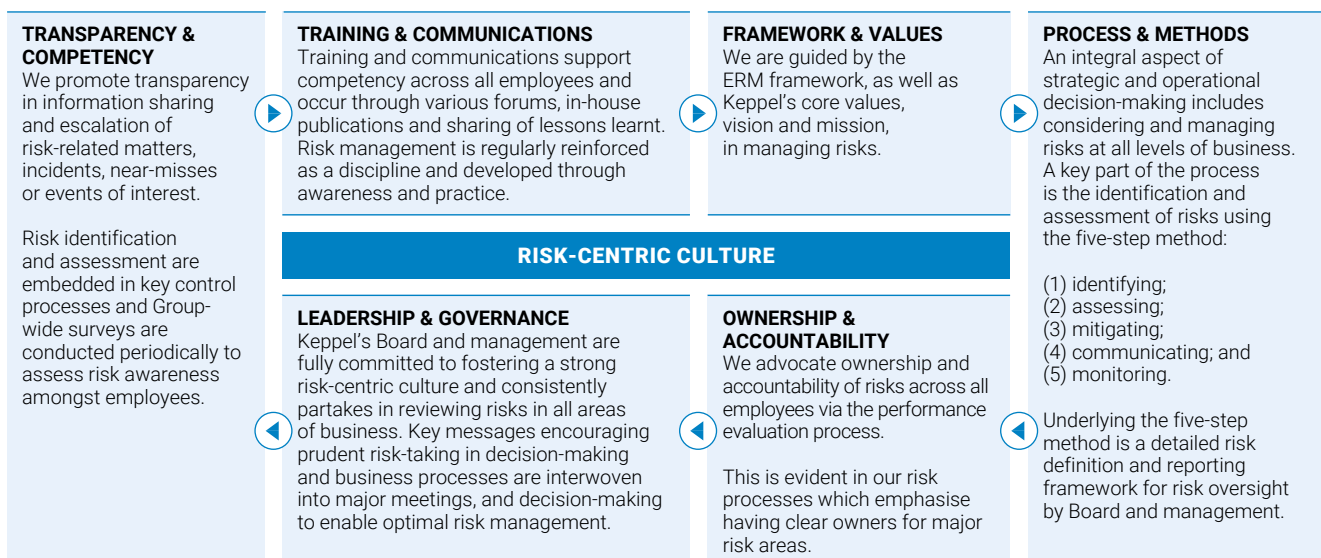 TRANSPARENCY &
COMPETENCY
We promote transparency
in information sharing
and escalation of
risk-related matters,
incidents, near-misses
or events of interest.
Risk identification
and assessment are
embedded in key control
processes and Group-
wide surveys are
conducted periodically to
assess risk awareness
amongst employees.
TRAINING & COMMUNICATIONS
Training and communications support
competency across all employees and
occur through various forums, in-house
publications and sharing of lessons learnt.
Risk management is regularly reinforced
as a discipline and developed through
awareness and practice.
FRAMEWORK & VALUES
We are guided by the
ERM framework, as well as
Keppel's core values,
vision and mission,
in managing risks.
PROCESS & METHODS
An integral aspect of
strategic and operational
decision-making includes
considering and managing
risks at all levels of business.
A key part of the process
is the identification and
assessment of risks using
the five-step method:
(1) identifying;
(2) assessing;
(3) mitigating;
(4) communicating; and
(5) monitoring.
Underlying the five-step
method is a detailed risk
definition and reporting
framework for risk oversight
by Board and management.
RISK-CENTRIC CULTURE
LEADERSHIP & GOVERNANCE
Keppel's Board and management are
fully committed to fostering a strong
risk-centric culture and consistently
partakes in reviewing risks in all areas
of business. Key messages encouraging
prudent risk-taking in decision-making
and business processes are interwoven
into major meetings, and decision-making
to enable optimal risk management.
OWNERSHIP &
ACCOUNTABILITY
We advocate ownership and
accountability of risks across all
employees via the performance
evaluation process.
This is evident in our risk
processes which emphasise
having clear owners for major
risk areas.